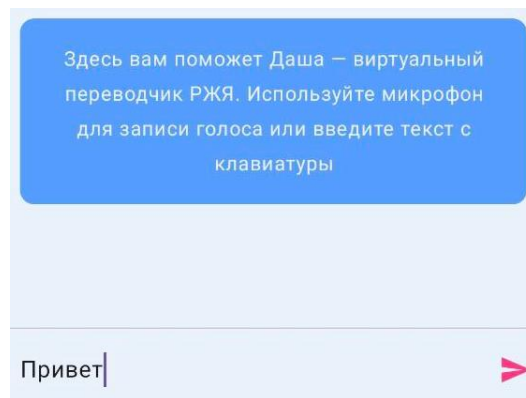 Здесь вам поможет Даша — виртуальный
переводчик РЖЯ. Используйте микрофон
для записи голоса или введите текст с
клавиатуры
Привет